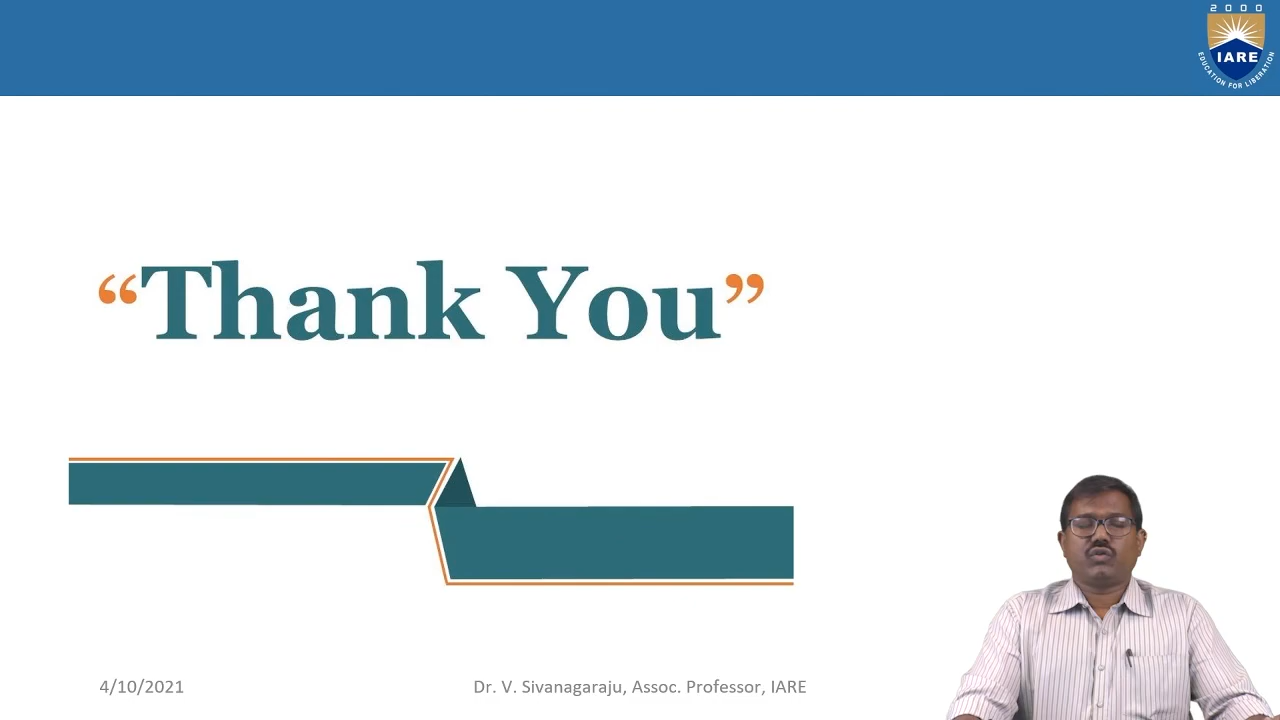 2000
IARE
EDUCATION FOR LIBERATION
“Thank You”
4/10/2021
Dr. V. Sivanagaraju, Assoc. Professor, IARE